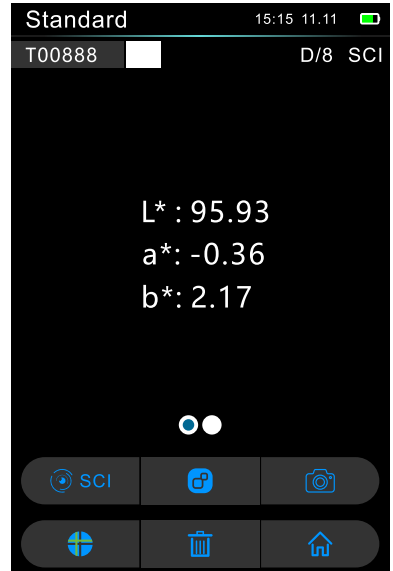 Standard 15:15 11.11
T00888 D/8 SCI
L* : 95.93
a*: -0.36
b*: 2.17
SCI